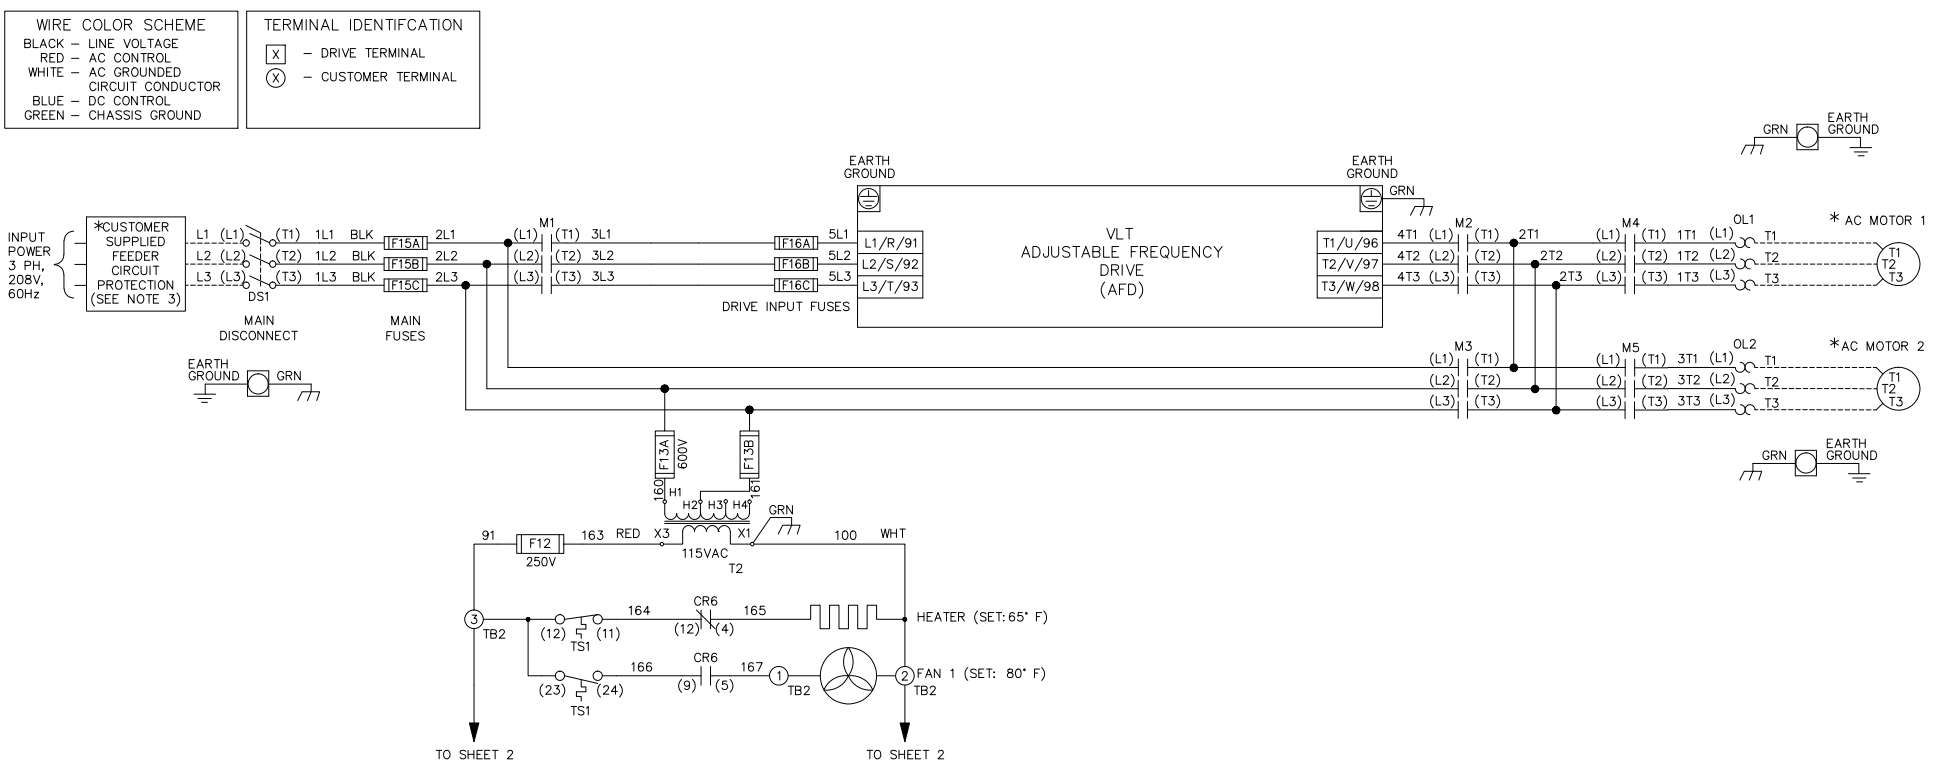 WIRE COLOR SCHEME
BLACK – LINE VOLTAGE
RED – AC CONTROL
WHITE – AC GROUNDED
CIRCUIT CONDUCTOR
BLUE – DC CONTROL
GREEN – CHASSIS GROUND
TERMINAL IDENTIFCATION
X – DRIVE TERMINAL
X – CUSTOMER TERMINAL
GRN
EARTH
GROUND
INPUT
POWER
3 PH,
208V,
60Hz
*CUSTOMER
SUPPLIED
FEEDER
CIRCUIT
PROTECTION
(SEE NOTE 3)
L1 (L1) (T1) 1L1 BLK F15A 2L1
L2 (L2) (T2) 1L2 BLK F15B 2L2
L3 (L3) (T3) 1L3 BLK F15C 2L3
DS1
MAIN
DISCONNECT
MAIN
FUSES
EARTH
GROUND
GRN
M1
(L1) (T1) 3L1 F16A 5L1
(L2) (T2) 3L2 F16B 5L2
(L3) (T3) 3L3 F16C 5L3
DRIVE INPUT FUSES
EARTH
GROUND
L1/R/91
L2/S/92
L3/T/93
VLT
ADJUSTABLE FREQUENCY
DRIVE
(AFD)
EARTH
GROUND
GRN
T1/U/96
T2/V/97
T3/W/98
M2
M4
OL1
* AC MOTOR 1
4T1 (L1) (T1) 2T1 (L1) (T1) 1T1 (L1) T1
4T2 (L2) (T2) 2T2 (L2) (T2) 1T2 (L2) T2
4T3 (L3) (T3) 2T3 (L3) (T3) 1T3 (L3) T3
T1
T2
T3
M3
M5
OL2
*AC MOTOR 2
(L1) (T1) (L1) (T1) 3T1 (L1) T1
(L2) (T2) (L2) (T2) 3T2 (L2) T2
(L3) (T3) (L3) (T3) 3T3 (L3) T3
T1
T2
T3
GRN
EARTH
GROUND
F13A
600V
F13B
160
161
H1
H2 H3 H4
GRN
91
F12
250V
163 RED X3
115VAC
X1
100 WHT
T2
3
TB2
(12) (11)
TS1
164
CR6
(12) (4)
165
HEATER (SET:65° F)
(23) (24)
TS1
166
CR6
(9) (5)
167
1
TB2
2
TB2
FAN 1 (SET: 80° F)
TO SHEET 2
TO SHEET 2